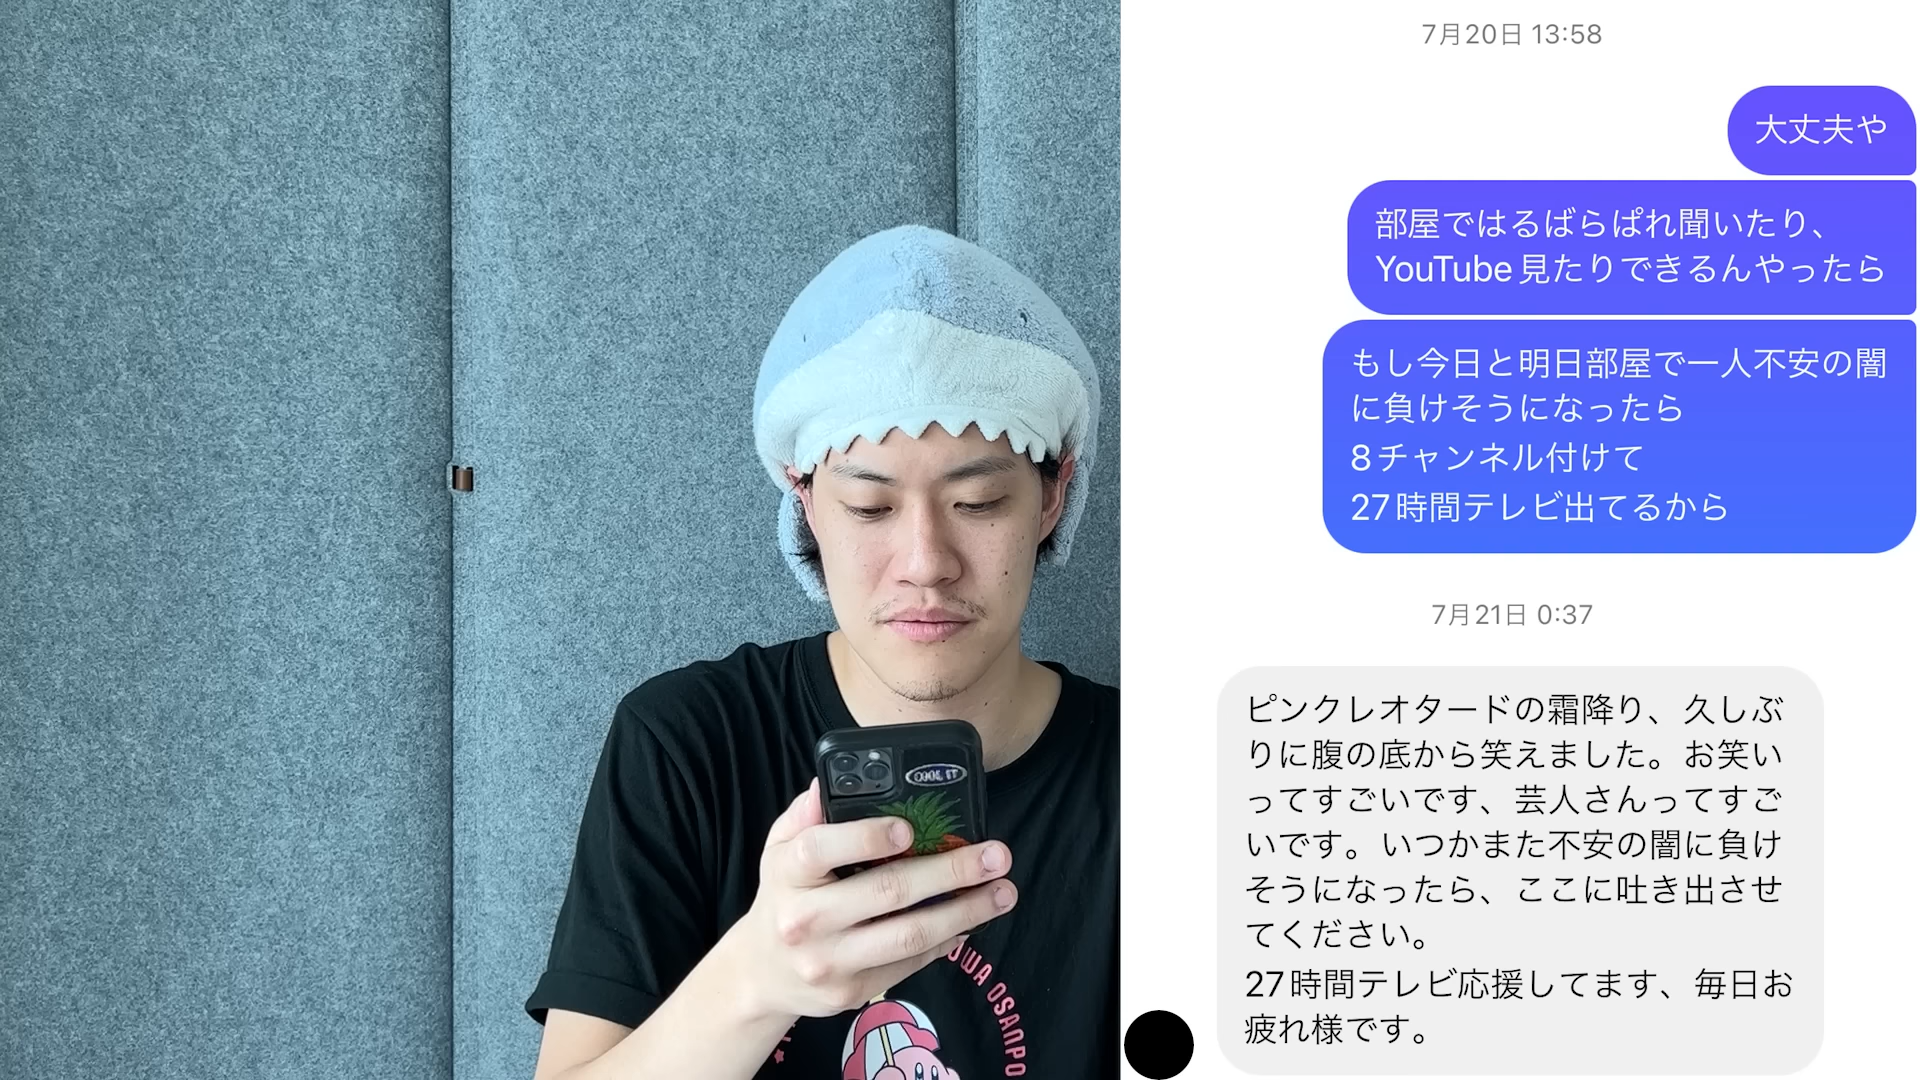 7月20日 13:58
大丈夫や
部屋ではるばらぱれ聞いたり、
YouTube見たりできるんやったら
もし今日と明日部屋で一人不安の闇
に負けそうになったら
8チャンネル付けて
27時間テレビ出てるから
7月21日 0:37
ピンクレオタードの霜降り、久しぶ
りに腹の底から笑えました。お笑い
ってすごいです、芸人さんってすご
いです。いつかまた不安の闇に負け
そうになったら、ここに吐き出させ
てください。
27時間テレビ応援してます、毎日お
疲れ様です。
COOL IT
OWA OSANPO